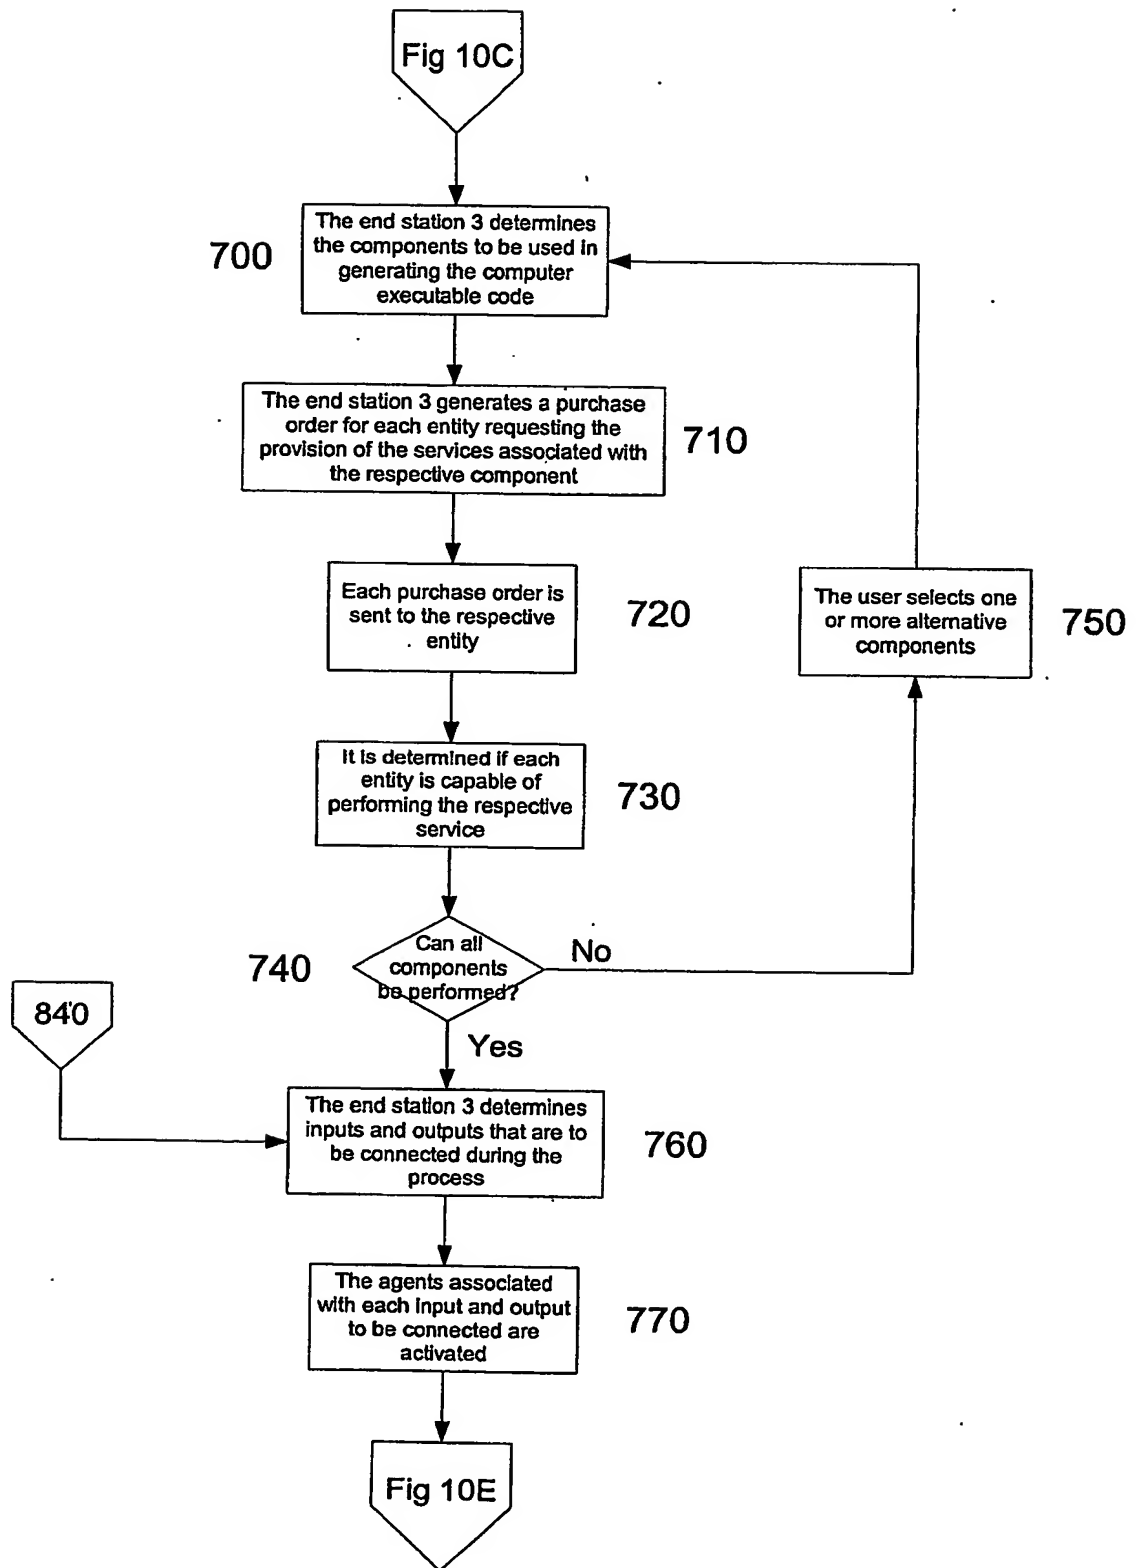 Fig 10C
700
The end station 3 determines
the components to be used in
generating the computer
executable code
The end station 3 generates a purchase
order for each entity requesting the
provision of the services associated with
the respective component
710
Each purchase order is
sent to the respective
entity
720
The user selects one
or more alternative
components
750
It is determined if each
entity is capable of
performing the respective
service
730
740
Can all
components
be performed?
No
Yes
840
The end station 3 determines
inputs and outputs that are to
be connected during the
process
760
The agents associated
with each input and output
to be connected are
activated
770
Fig 10E